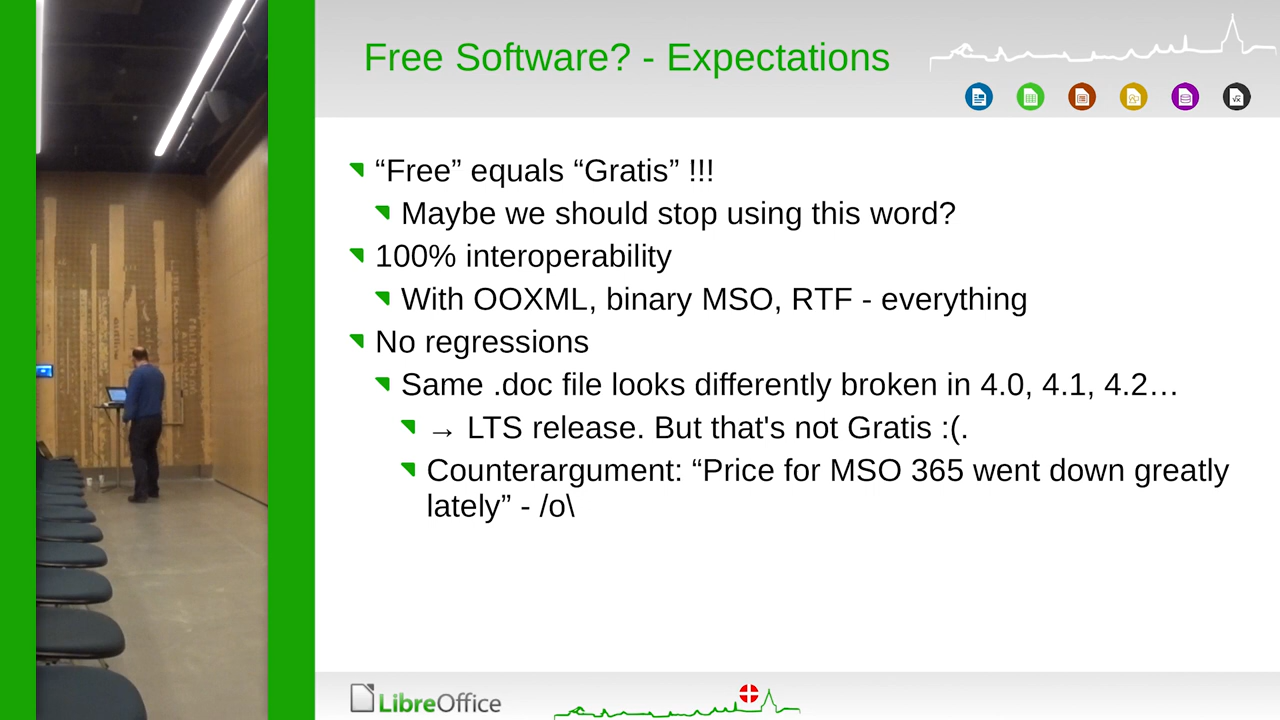 Free Software? - Expectations
“Free” equals “Gratis” !!!
Maybe we should stop using this word?
100% interoperability
With OOXML, binary MSO, RTF - everything
No regressions
Same .doc file looks differently broken in 4.0, 4.1, 4.2…
→ LTS release. But that's not Gratis :(.
Counterargument: “Price for MSO 365 went down greatly
lately” - /o\
LibreOffice